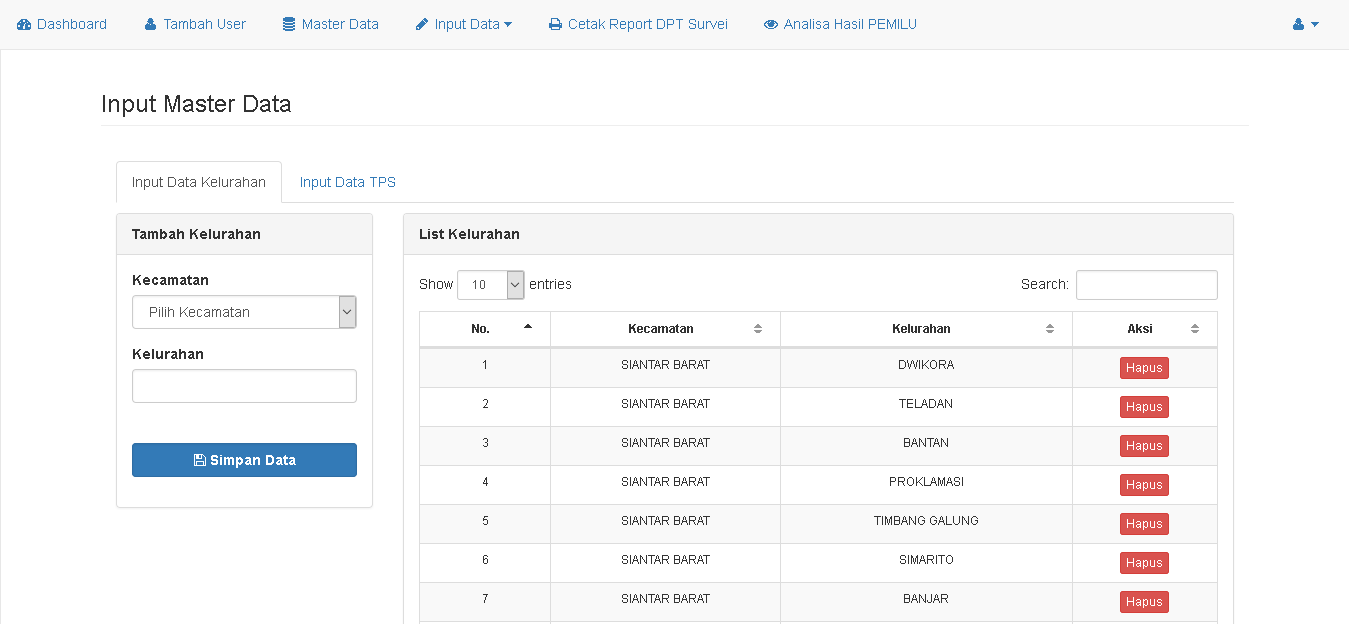 Dashboard Tambah User Master Data Input Data Cetak Report DPT Survei Analisa Hasil PEMILU
Input Master Data
Input Data Kelurahan Input Data TPS
Tambah Kelurahan
Kecamatan
Pilih Kecamatan
Kelurahan
Simpan Data
List Kelurahan
Show 10 entries Search:
No. Kecamatan Kelurahan Aksi
1 SIANTAR BARAT DWIKORA Hapus
2 SIANTAR BARAT TELADAN Hapus
3 SIANTAR BARAT BANTAN Hapus
4 SIANTAR BARAT PROKLAMASI Hapus
5 SIANTAR BARAT TIMBANG GALUNG Hapus
6 SIANTAR BARAT SIMARITO Hapus
7 SIANTAR BARAT BANJAR Hapus